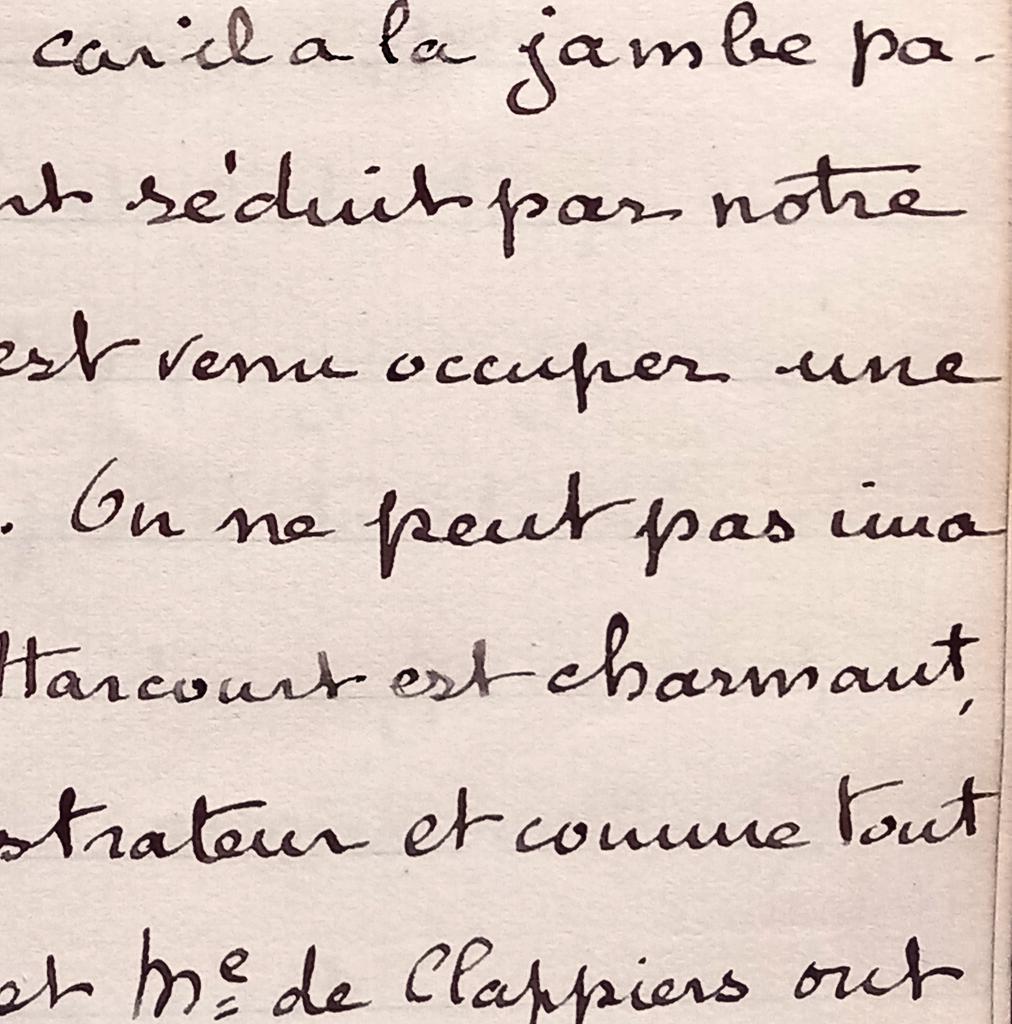 car il a la jambe pa-
nt séduit par notre
est venu occuper une
. On ne peut pas ima
Harcourt est charmant,
strateur et comme tout
et Me de Clappiers ont